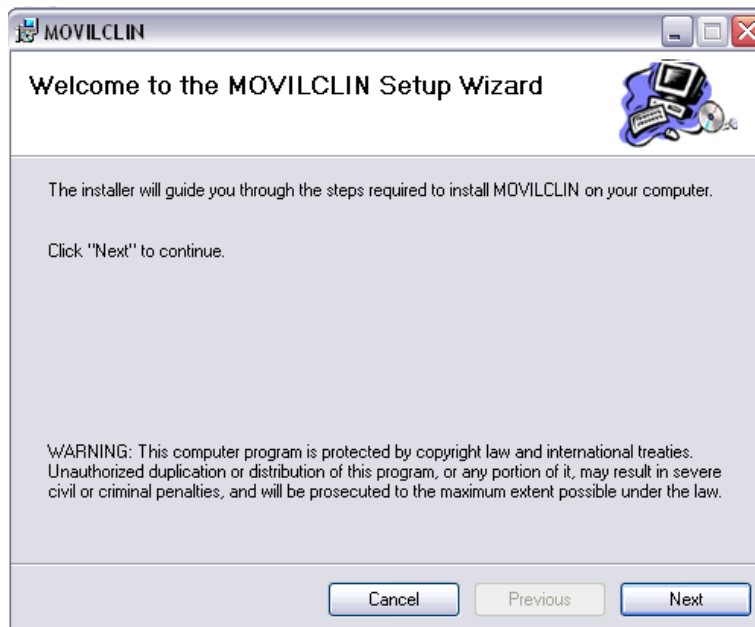 MOVILCLIN
Welcome to the MOVILCLIN Setup Wizard
The installer will guide you through the steps required to install MOVILCLIN on your computer.
Click "Next" to continue.
WARNING: This computer program is protected by copyright law and international treaties.
Unauthorized duplication or distribution of this program, or any portion of it, may result in severe
civil or criminal penalties, and will be prosecuted to the maximum extent possible under the law.
Cancel Previous Next